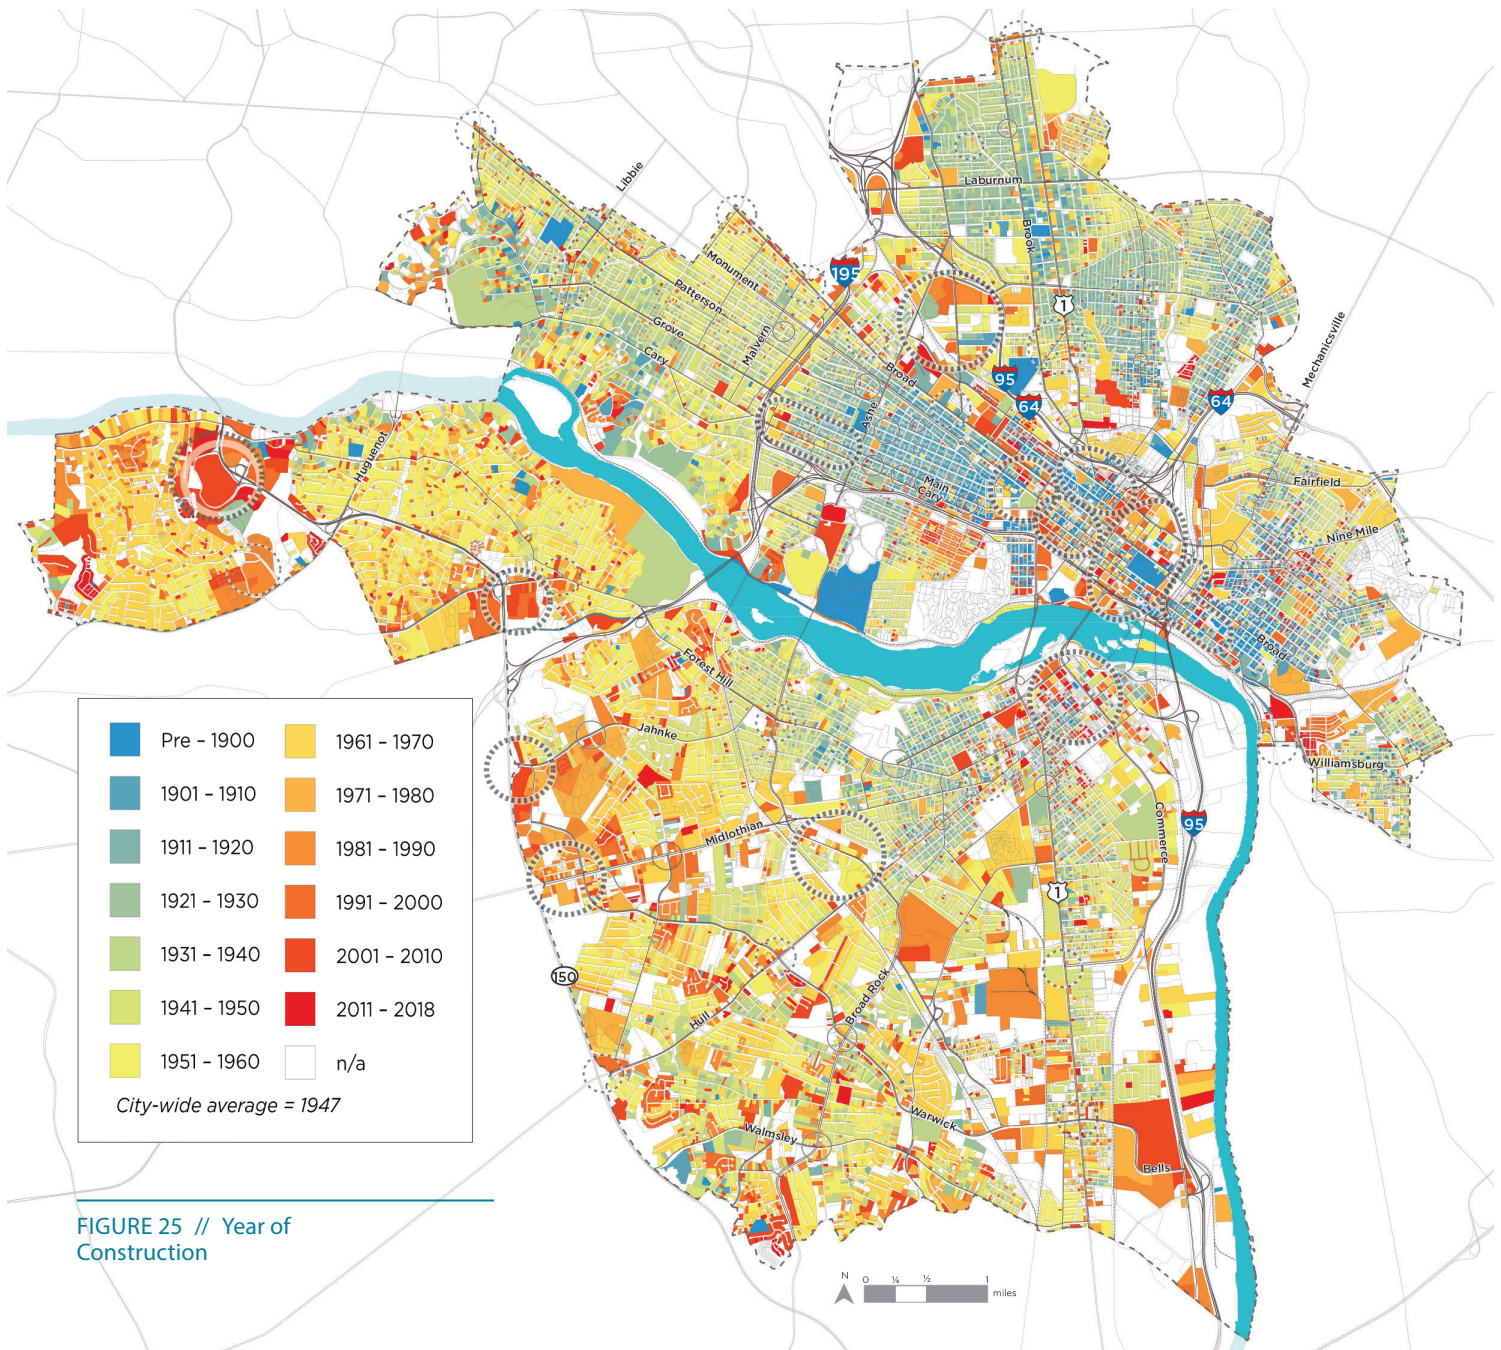 Libbie
Laburnum
Brook
Monument
Patterson
Grove
Cary
Malvern
195
1
Broad
95
64
64
Mechanicsville
Ashe
Main
Cary
Fairfield
Nine Mile
Huguenot
Broad
Forest Hill
Jahnke
Williamsburg
Midlothian
Commerce
95
1
150
Broad Rock
Hull
Warwick
Walmsley
Bells
Pre – 1900
1901 – 1910
1911 – 1920
1921 – 1930
1931 – 1940
1941 – 1950
1951 – 1960
1961 – 1970
1971 – 1980
1981 – 1990
1991 – 2000
2001 – 2010
2011 – 2018
n/a
City-wide average = 1947
FIGURE 25 // Year of
Construction
N
0 ¼ ½ 1
miles